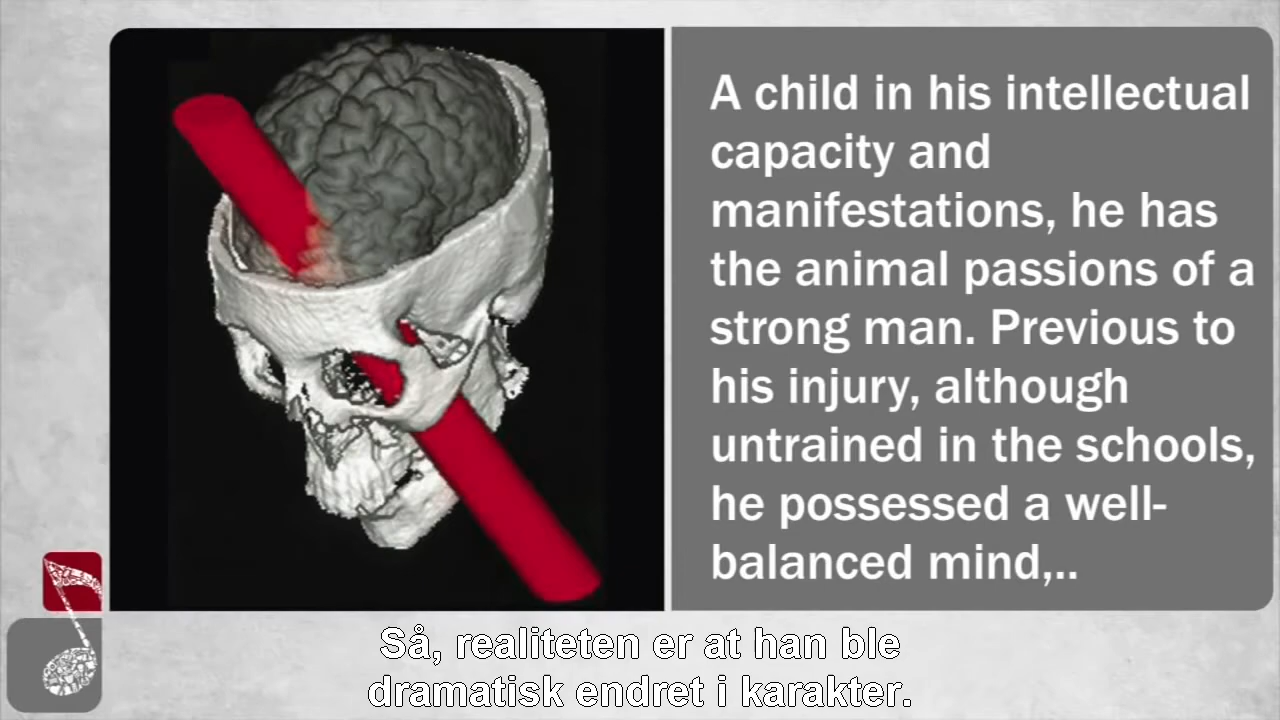 A child in his intellectual
capacity and
manifestations, he has
the animal passions of a
strong man. Previous to
his injury, although
untrained in the schools,
he possessed a well-
balanced mind,..
Så, realiteten er at han ble
dramatisk endret i karakter.